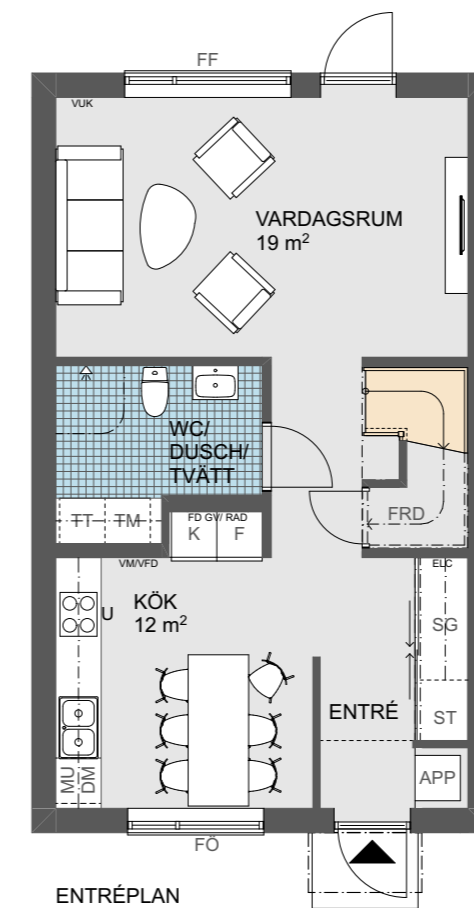 FF
VUK
VARDAGSRUM
19 m²
WC/
DUSCH/
TVÄTT
TT TM
FD GV/ RAD
K F
FRD
VM/VFD
ELC
U
KÖK
12 m²
SG
ENTRÉ
ST
MU
DM
APP
FÖ
ENTRÉPLAN